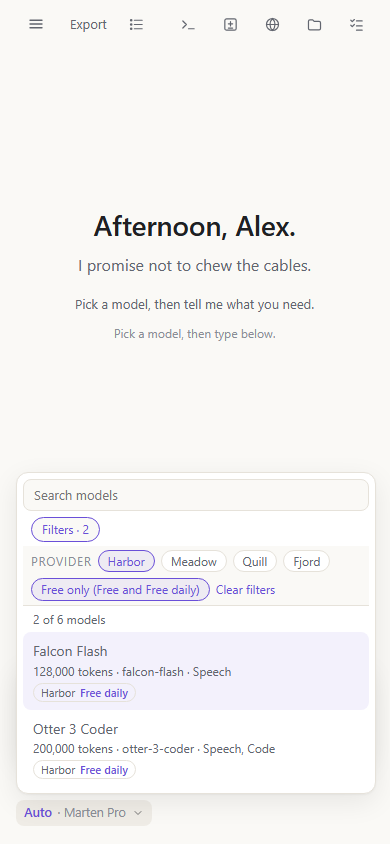 Export
Afternoon, Alex.
I promise not to chew the cables.
Pick a model, then tell me what you need.
Pick a model, then type below.
Search models
Filters · 2
PROVIDER Harbor Meadow Quill Fjord
Free only (Free and Free daily) Clear filters
2 of 6 models
Falcon Flash
128,000 tokens · falcon-flash · Speech
Harbor Free daily
Otter 3 Coder
200,000 tokens · otter-3-coder · Speech, Code
Harbor Free daily
Auto · Marten Pro